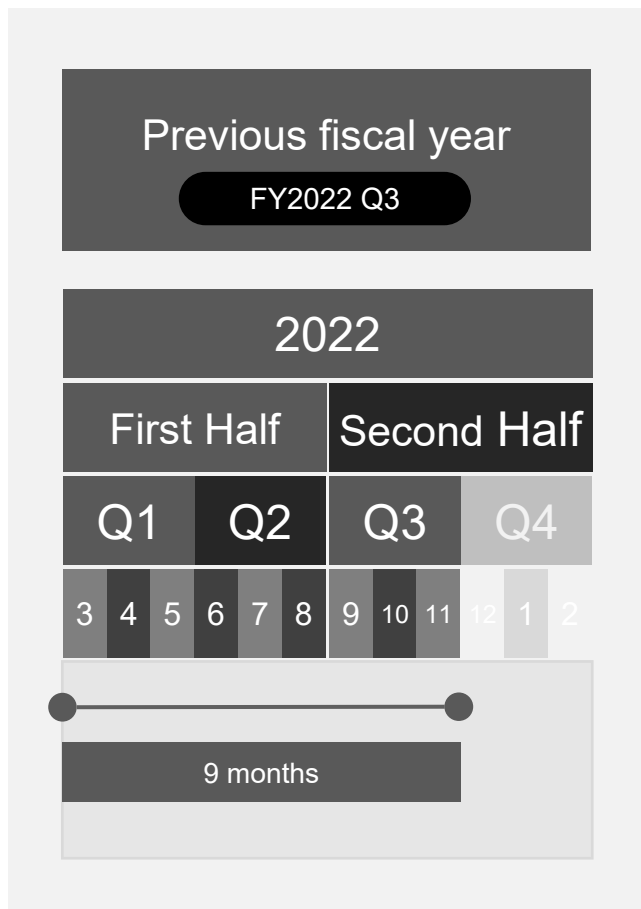 Previous fiscal year
FY2022 Q3
2022
First Half Second Half
Q1 Q2 Q3 Q4
3 4 5 6 7 8 9 10 11 12 1 2
9 months